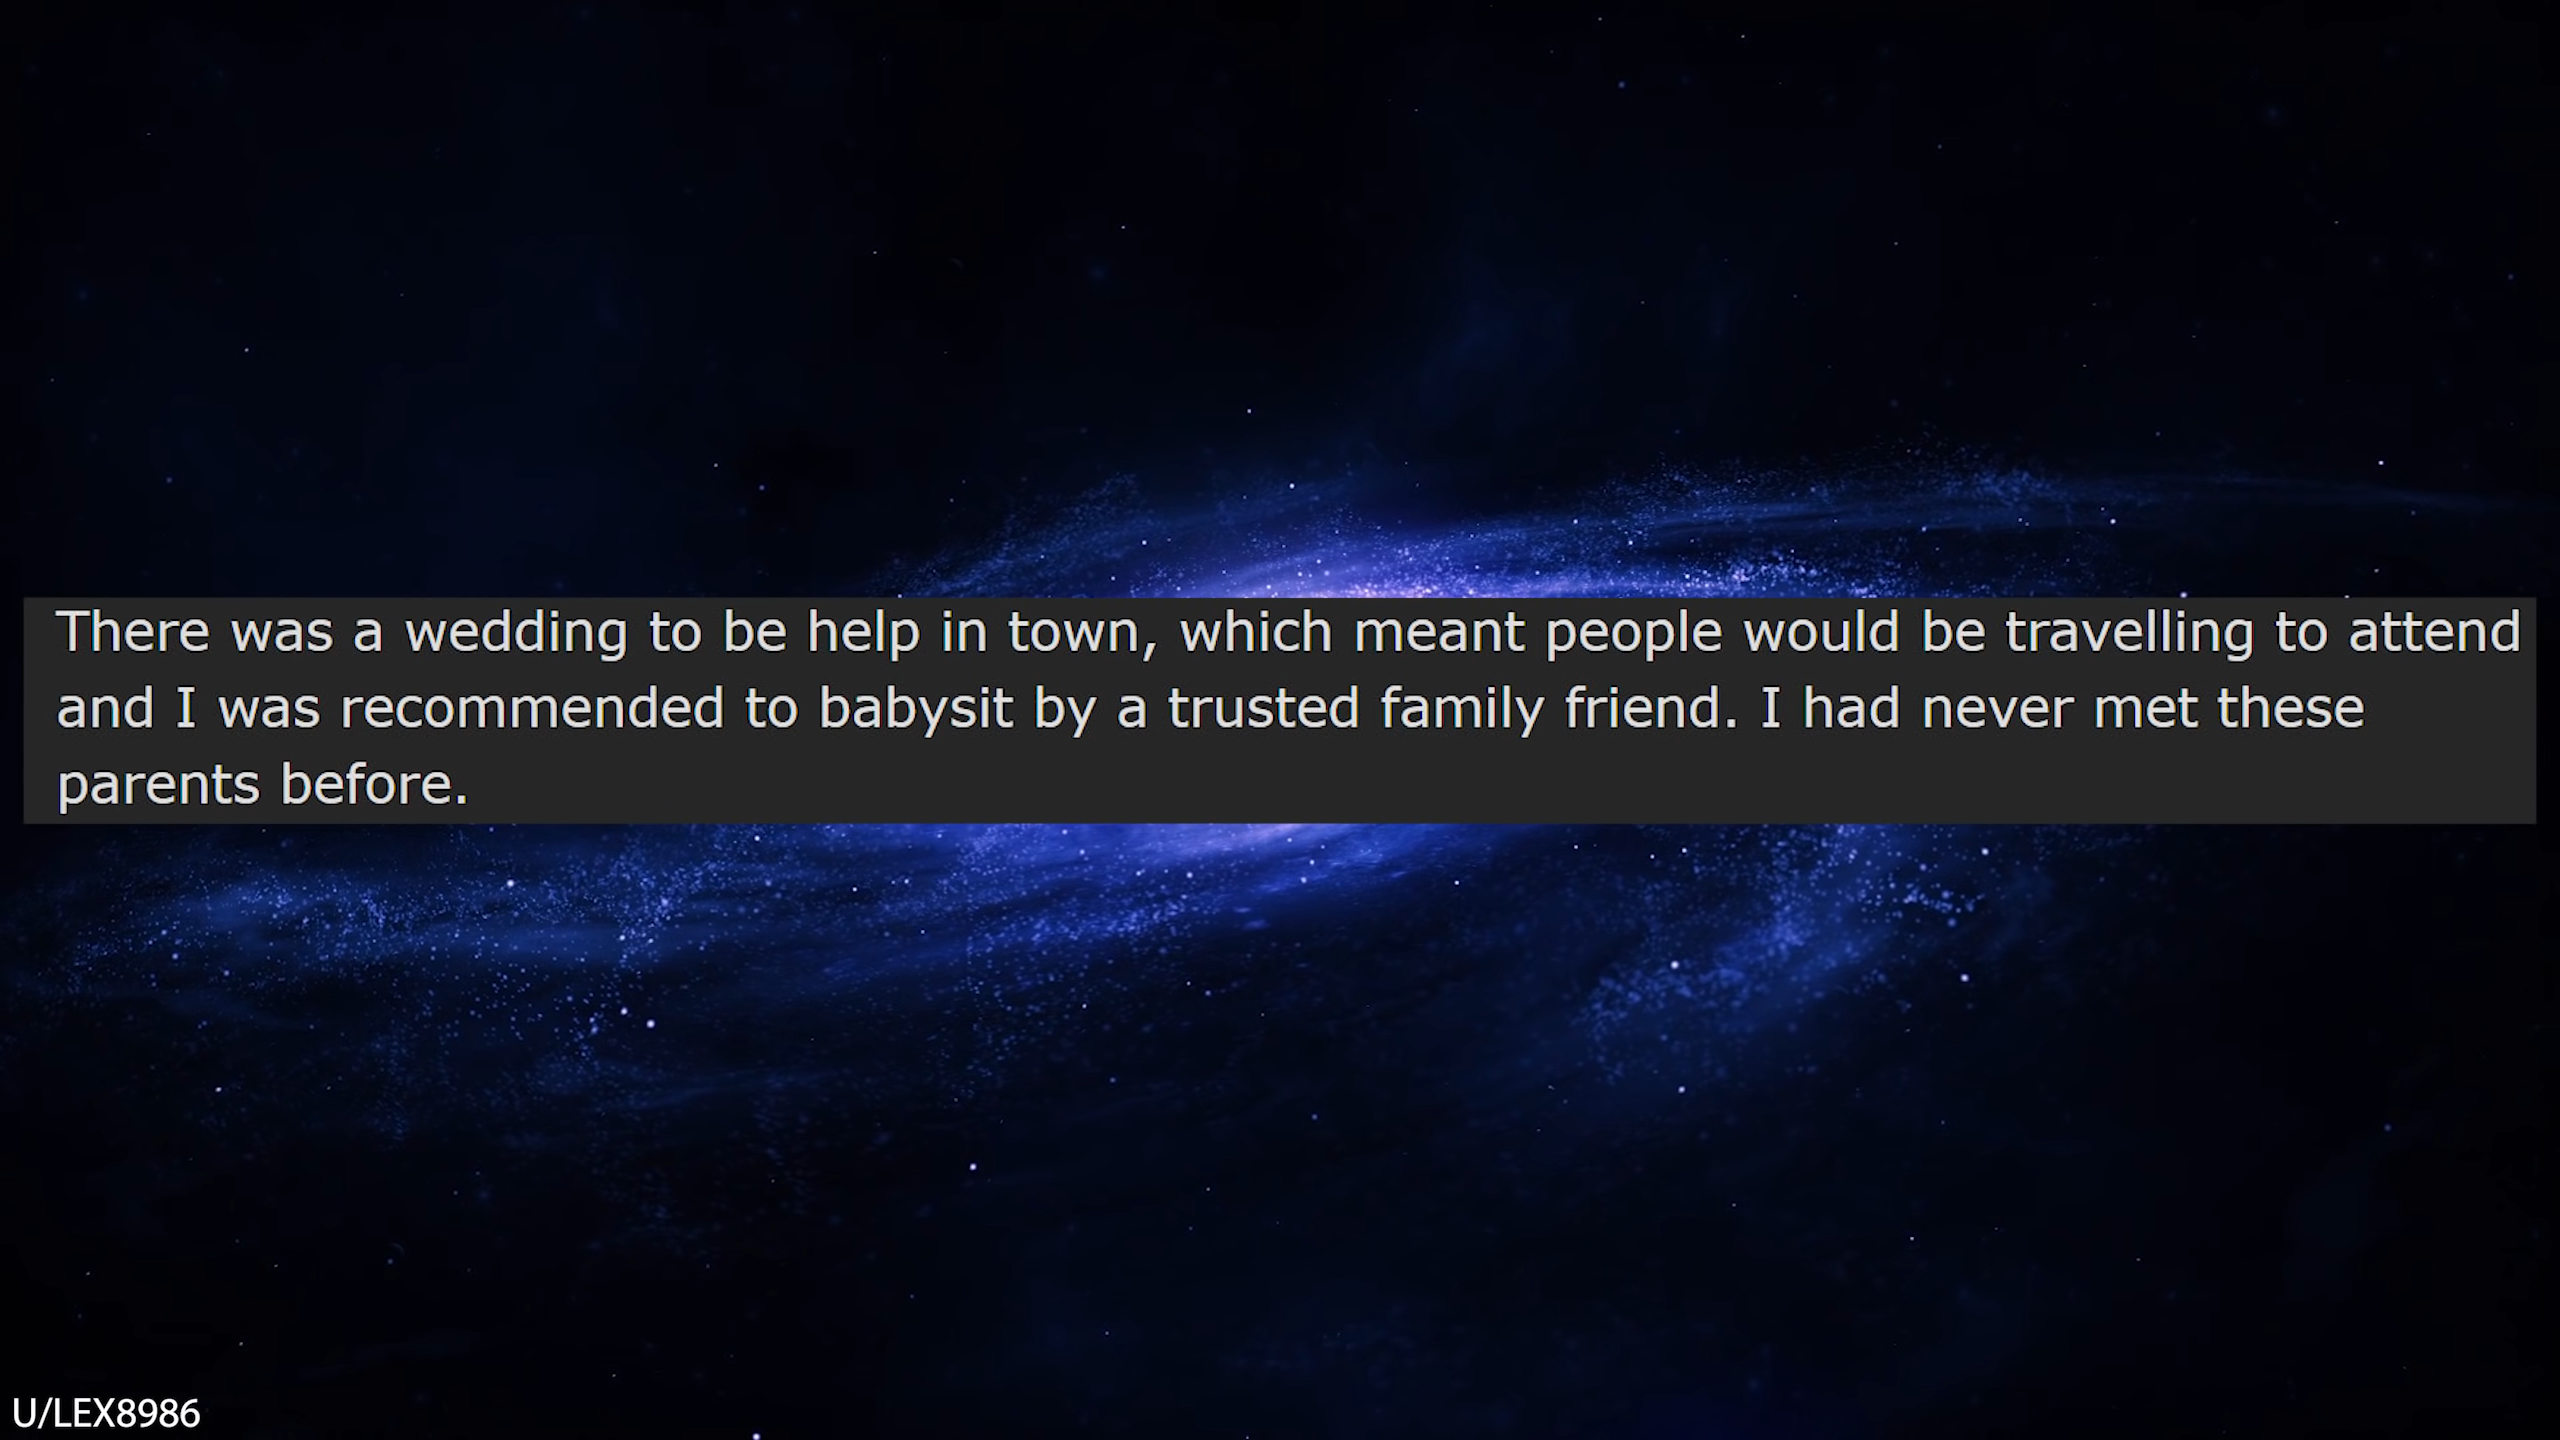 There was a wedding to be help in town, which meant people would be travelling to attend
and I was recommended to babysit by a trusted family friend. I had never met these
parents before.
U/LEX8986